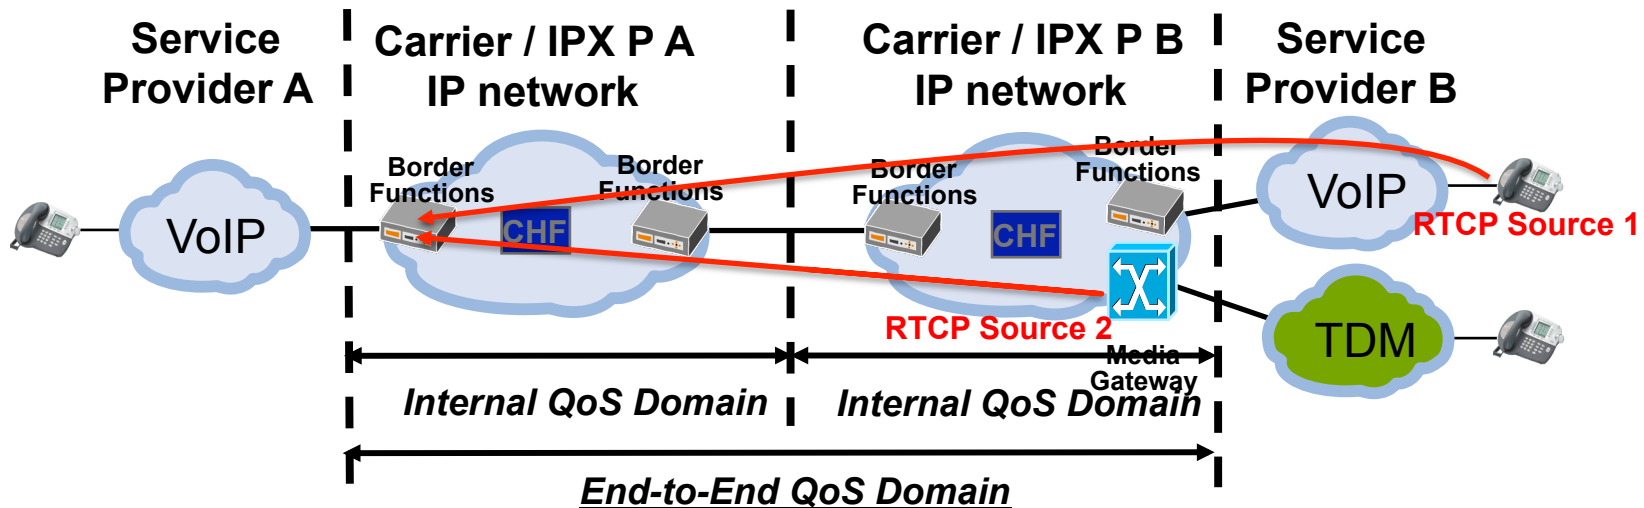 Service
Provider A
Carrier / IPX P A
IP network
Carrier / IPX P B
IP network
Service
Provider B
Border
Functions
Border
Functions
Border
Functions
Border
Functions
VoIP
CHF
CHF
VoIP
RTCP Source 1
RTCP Source 2
TDM
Media
Gateway
Internal QoS Domain
Internal QoS Domain
End-to-End QoS Domain